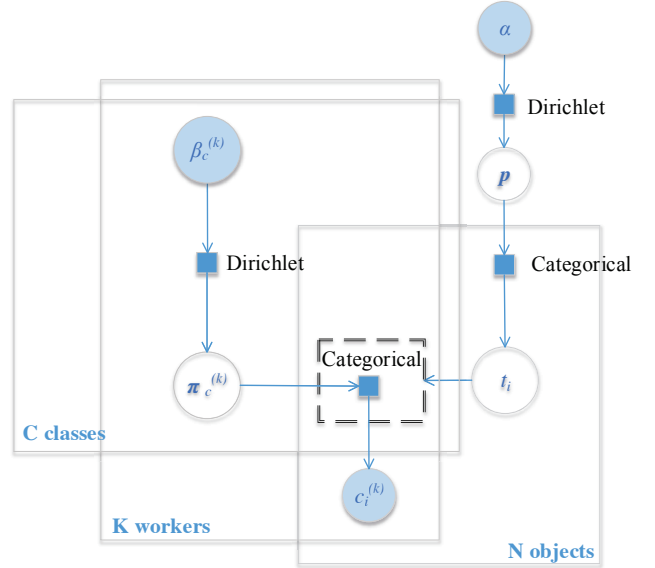 α
Dirichlet
β_c^(k)
p
Dirichlet
Categorical
Categorical
π_c^(k)
t_i
C classes
c_i^(k)
K workers
N objects